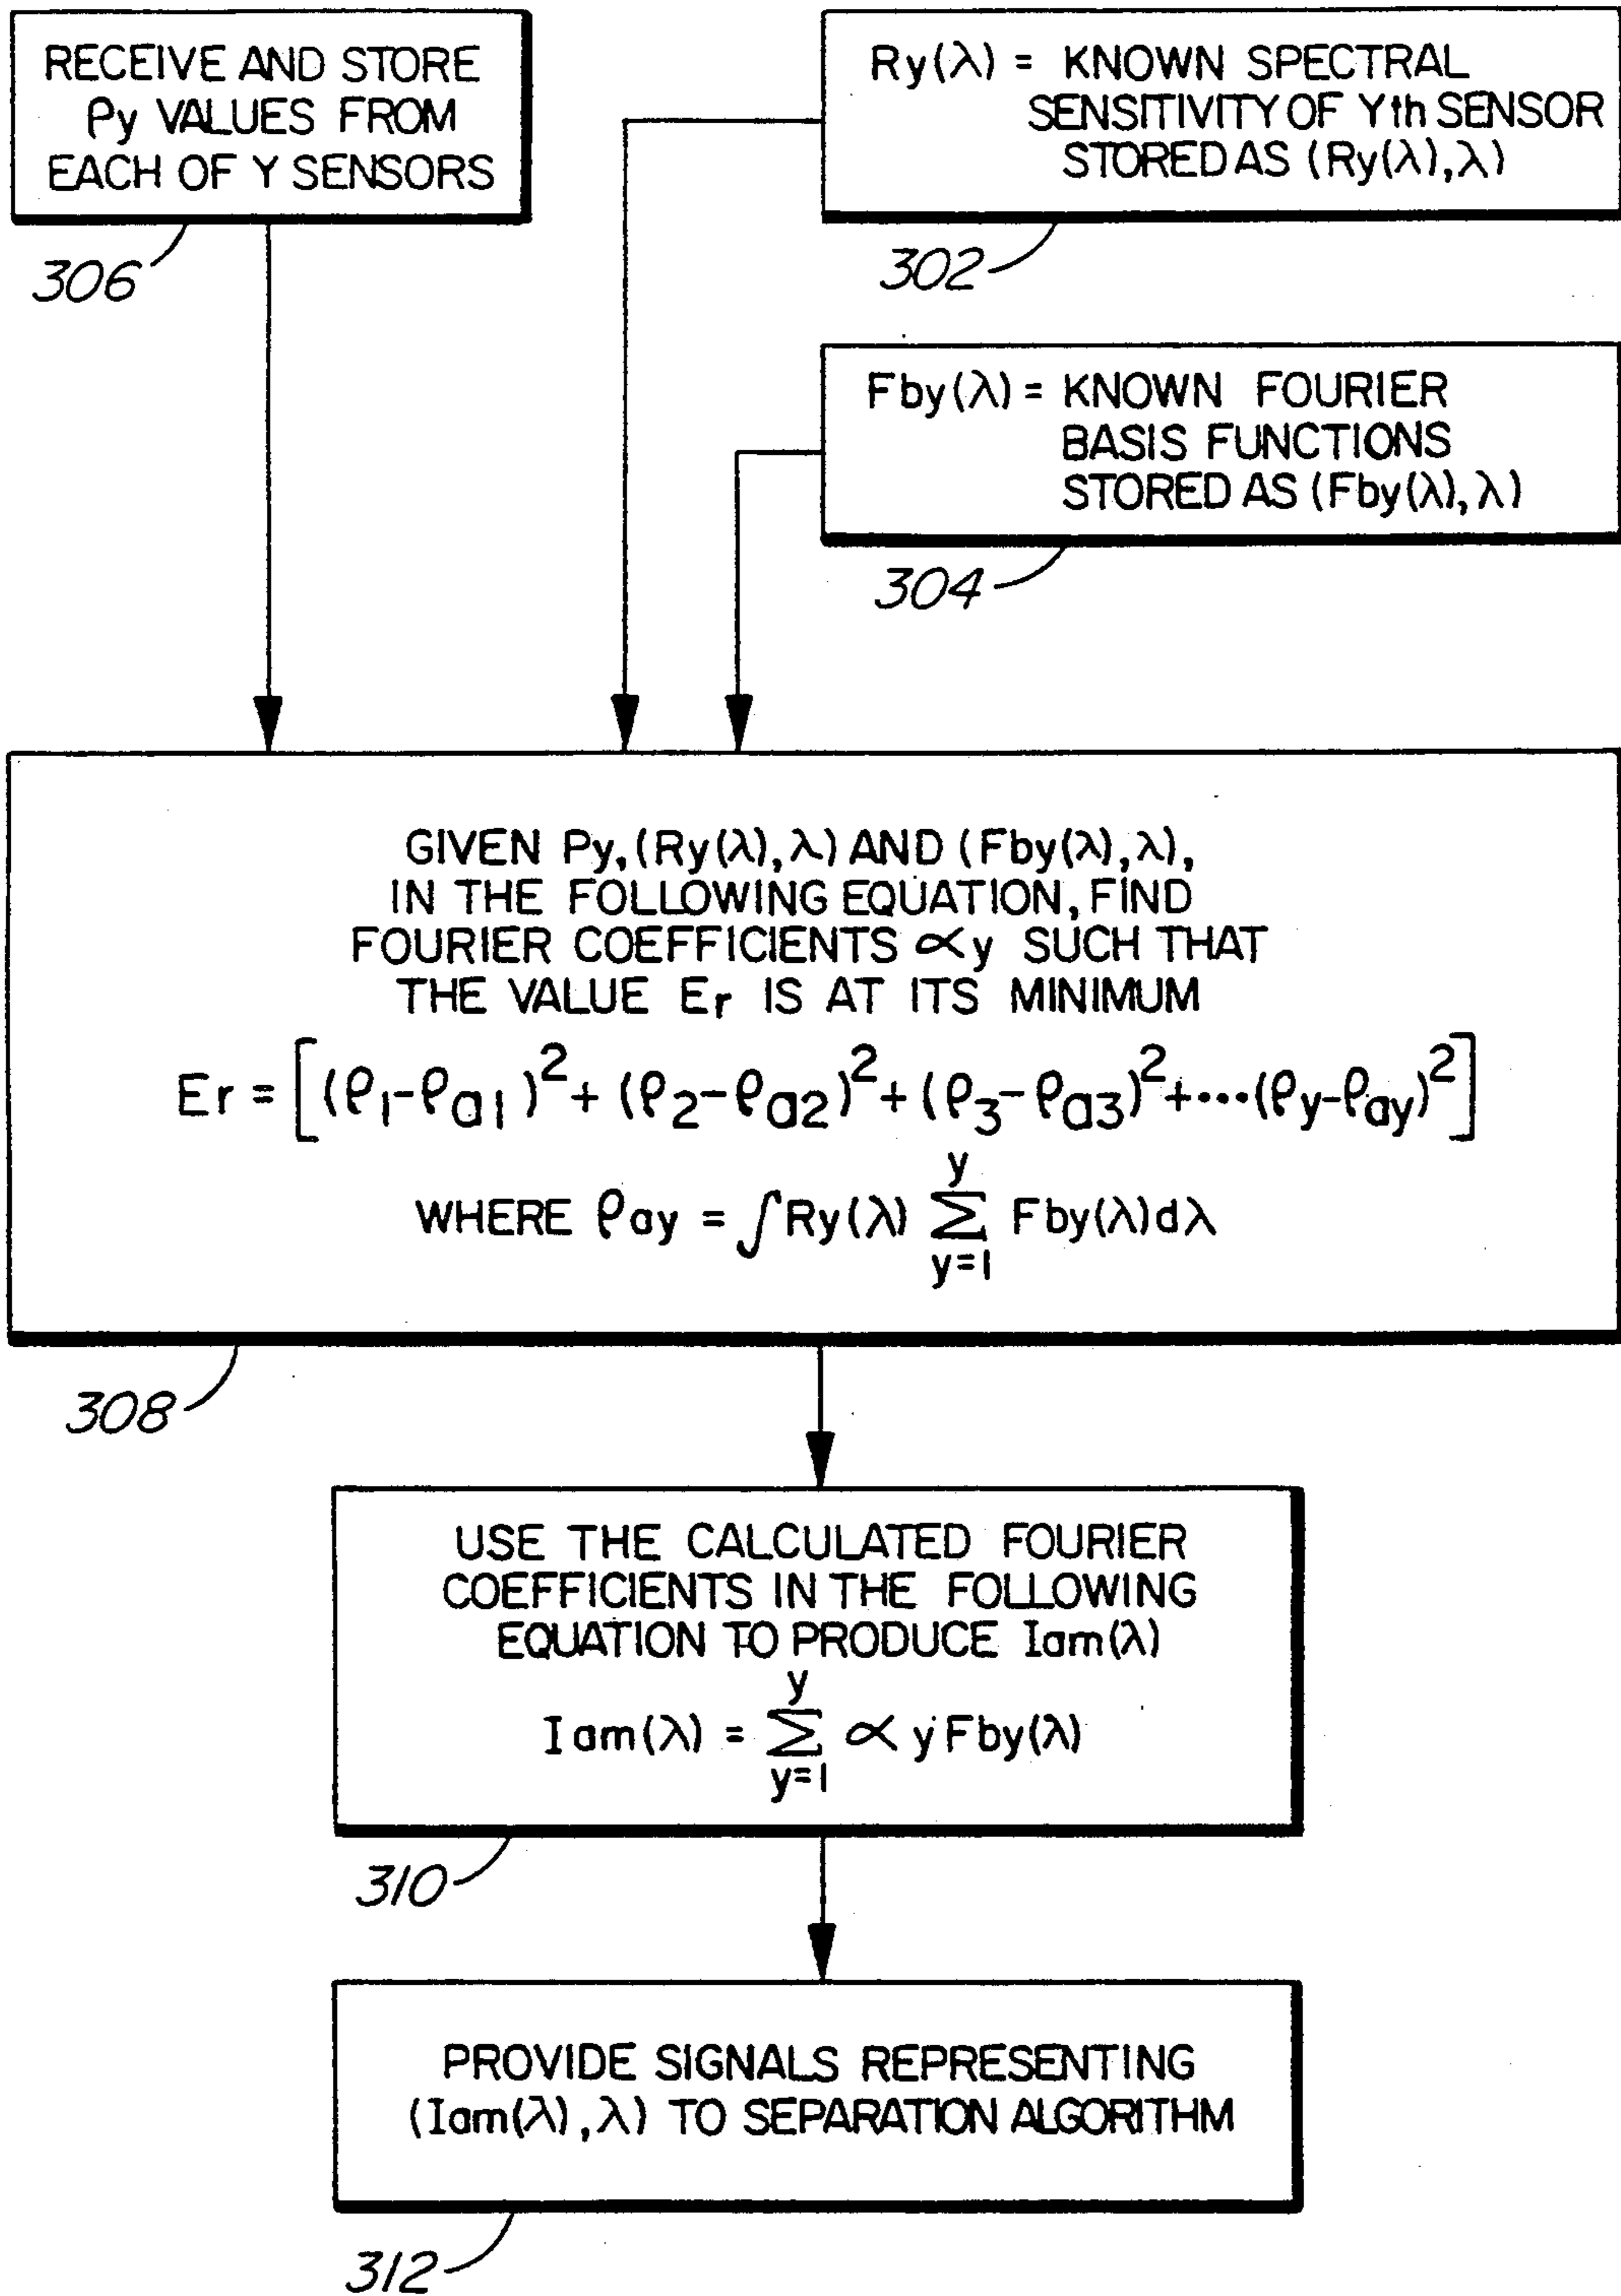 RECEIVE AND STORE
ρy VALUES FROM
EACH OF Y SENSORS
306
Ry(λ) = KNOWN SPECTRAL
SENSITIVITY OF Yth SENSOR
STORED AS (Ry(λ),λ)
302
Fby(λ) = KNOWN FOURIER
BASIS FUNCTIONS
STORED AS (Fby(λ),λ)
304
GIVEN Py,(Ry(λ),λ) AND (Fby(λ),λ),
IN THE FOLLOWING EQUATION, FIND
FOURIER COEFFICIENTS ∝y SUCH THAT
THE VALUE Er IS AT ITS MINIMUM
Er = [(ρ1-ρa1)² + (ρ2-ρa2)² + (ρ3-ρa3)² +•••(ρy-ρay)²]
WHERE ρay = ∫Ry(λ) y Σ y=1 Fby(λ)dλ
308
USE THE CALCULATED FOURIER
COEFFICIENTS IN THE FOLLOWING
EQUATION TO PRODUCE Iam(λ)
Iam(λ) = y Σ y=1 ∝ y Fby(λ)
310
PROVIDE SIGNALS REPRESENTING
(Iam(λ),λ) TO SEPARATION ALGORITHM
312